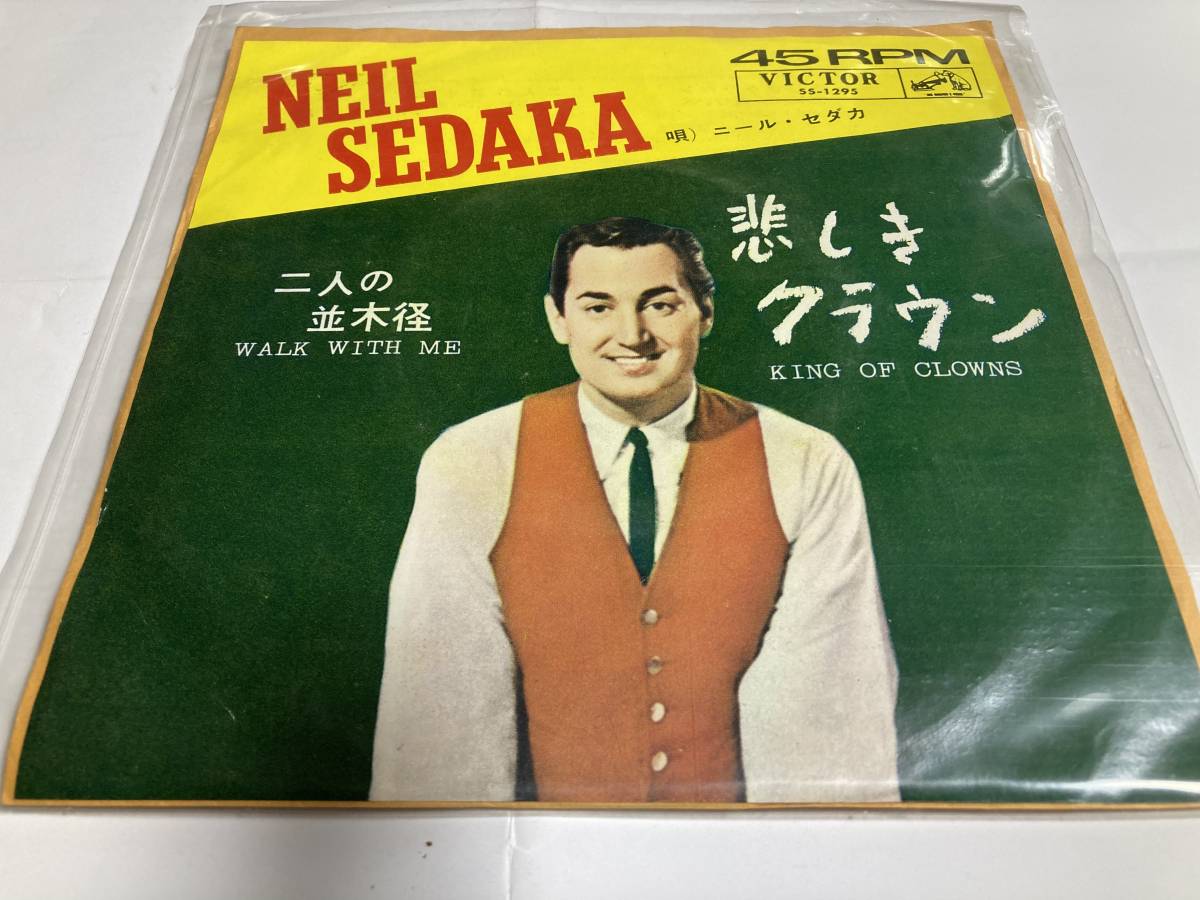 NEIL
SEDAKA
唄）ニール・セダカ
45 RPM
VICTOR
SS-1295
悲しき
クラウン
KING OF CLOWNS
二人の
並木径
WALK WITH ME